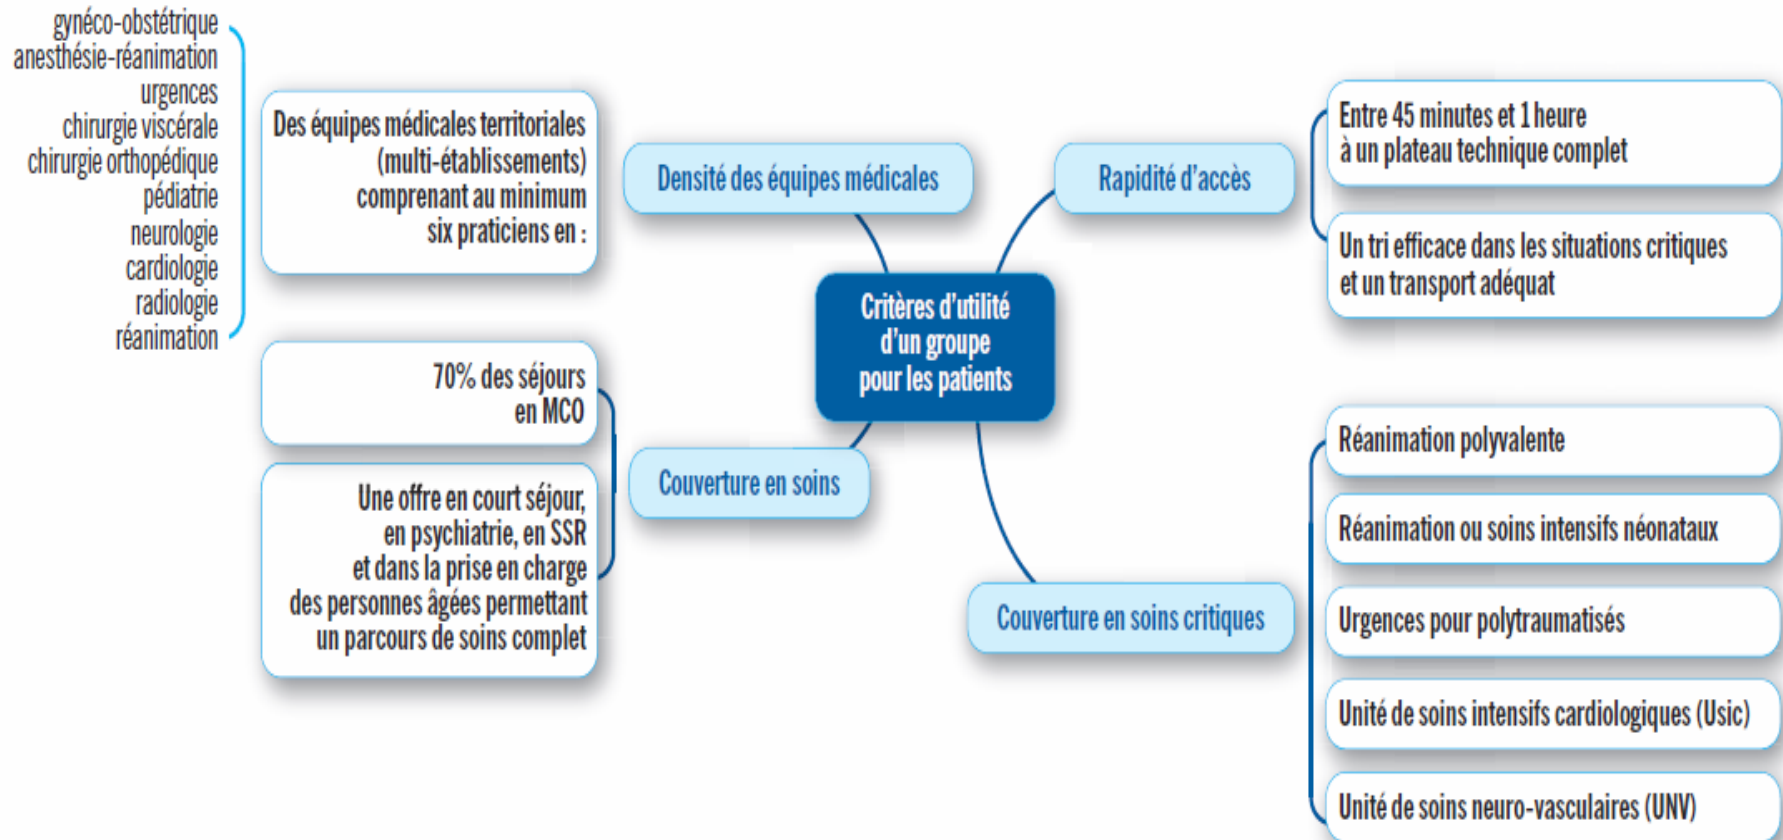 gynéco-obstétrique
anesthésie-réanimation
urgences
chirurgie viscérale
chirurgie orthopédique
pédiatrie
neurologie
cardiologie
radiologie
réanimation
Des équipes médicales territoriales
(multi-établissements)
comprenant au minimum
six praticiens en :
Densité des équipes médicales
70% des séjours
en MCO
Une offre en court séjour,
en psychiatrie, en SSR
et dans la prise en charge
des personnes âgées permettant
un parcours de soins complet
Couverture en soins
Critères d'utilité
d'un groupe
pour les patients
Rapidité d'accès
Entre 45 minutes et 1 heure
à un plateau technique complet
Un tri efficace dans les situations critiques
et un transport adéquat
Couverture en soins critiques
Réanimation polyvalente
Réanimation ou soins intensifs néonataux
Urgences pour polytraumatisés
Unité de soins intensifs cardiologiques (Usic)
Unité de soins neuro-vasculaires (UNV)